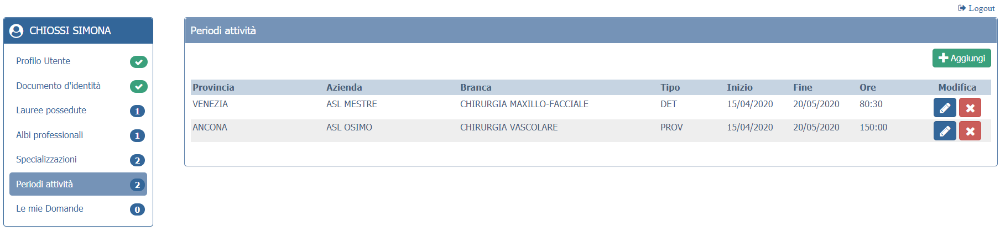 Logout
CHIOSSI SIMONA
Profilo Utente
Documento d'identità
Lauree possedute 1
Albi professionali 1
Specializzazioni 2
Periodi attività 2
Le mie Domande 0
Periodi attività
Aggiungi
Provincia Azienda Branca Tipo Inizio Fine Ore Modifica
VENEZIA ASL MESTRE CHIRURGIA MAXILLO-FACCIALE DET 15/04/2020 20/05/2020 80:30
ANCONA ASL OSIMO CHIRURGIA VASCOLARE PROV 15/04/2020 20/05/2020 150:00